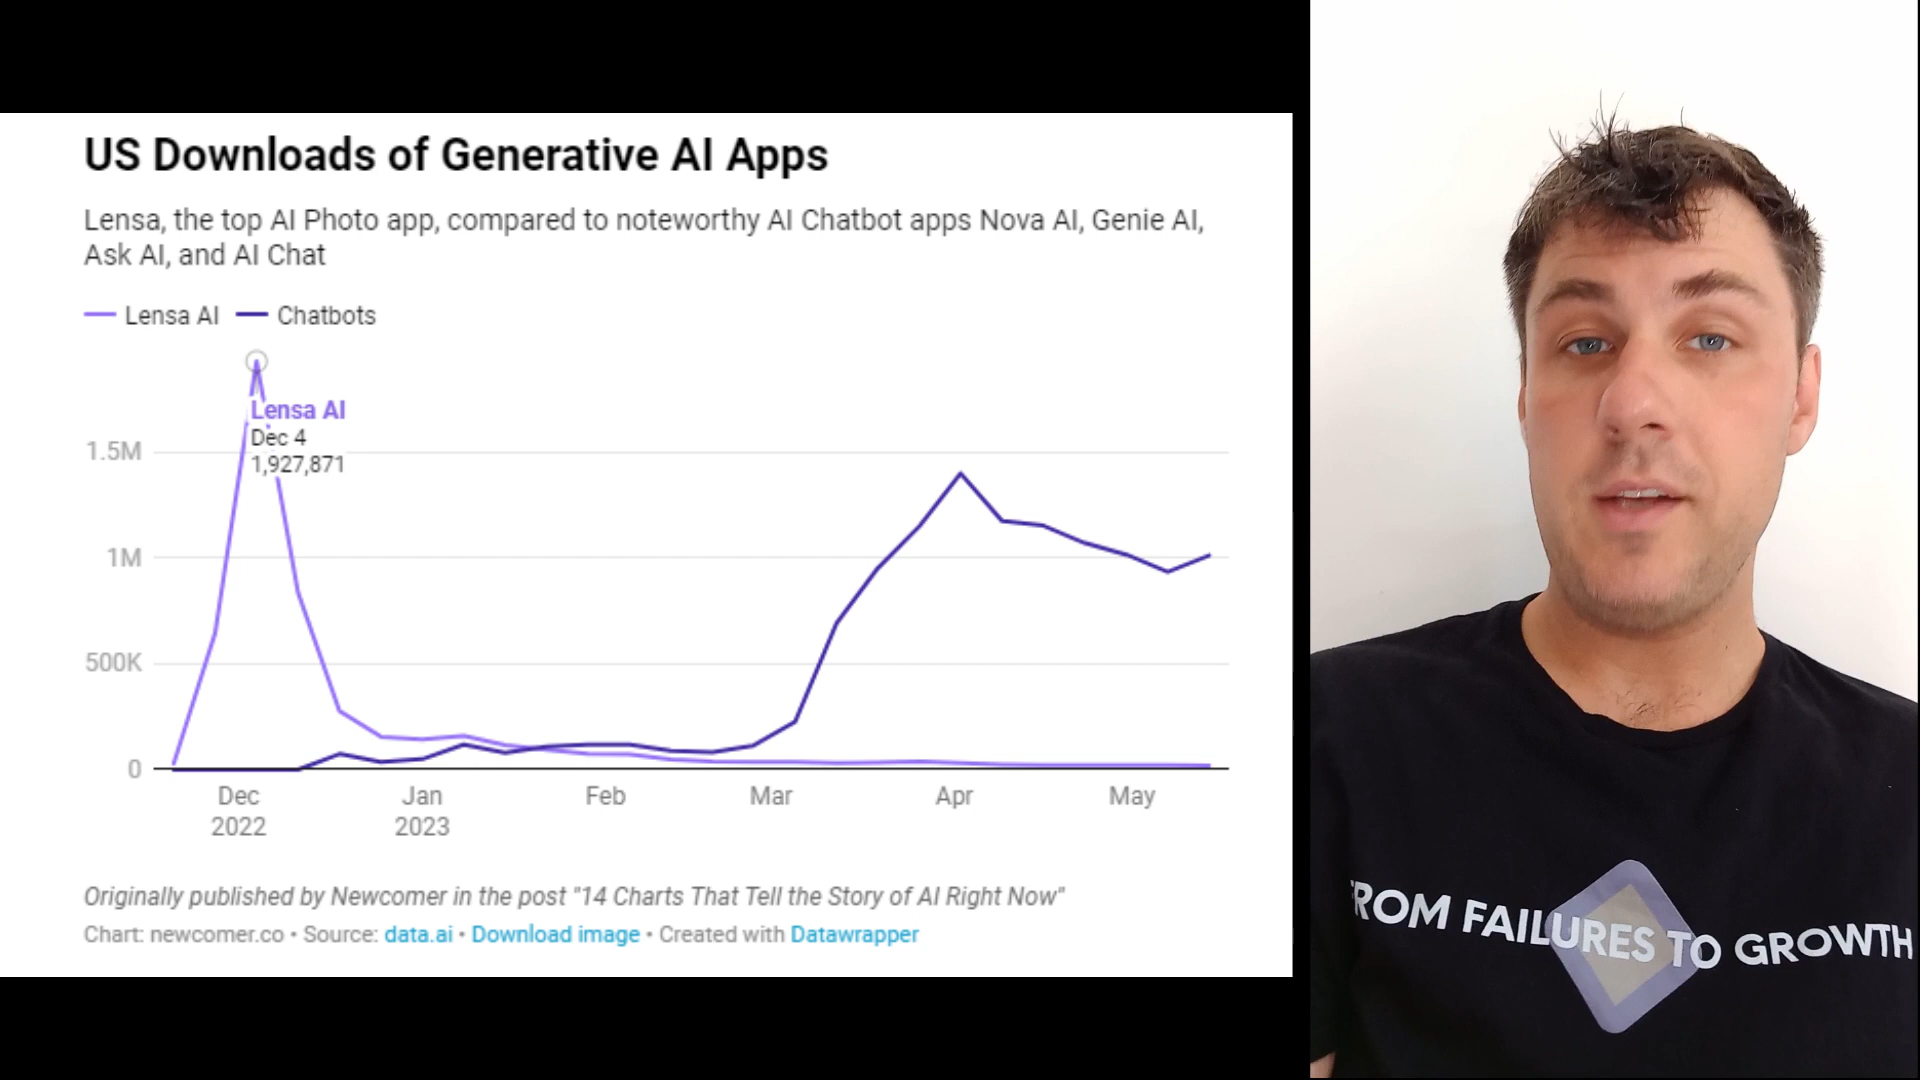 US Downloads of Generative AI Apps
Lensa, the top AI Photo app, compared to noteworthy AI Chatbot apps Nova AI, Genie AI,
Ask AI, and AI Chat
Lensa AI Chatbots
Lensa AI
Dec 4
1,927,871
1.5M
1M
500K
0
Dec Jan Feb Mar Apr May
2022 2023
Originally published by Newcomer in the post "14 Charts That Tell the Story of AI Right Now"
Chart: newcomer.co • Source: data.ai • Download image • Created with Datawrapper
FROM FAILURES TO GROWTH